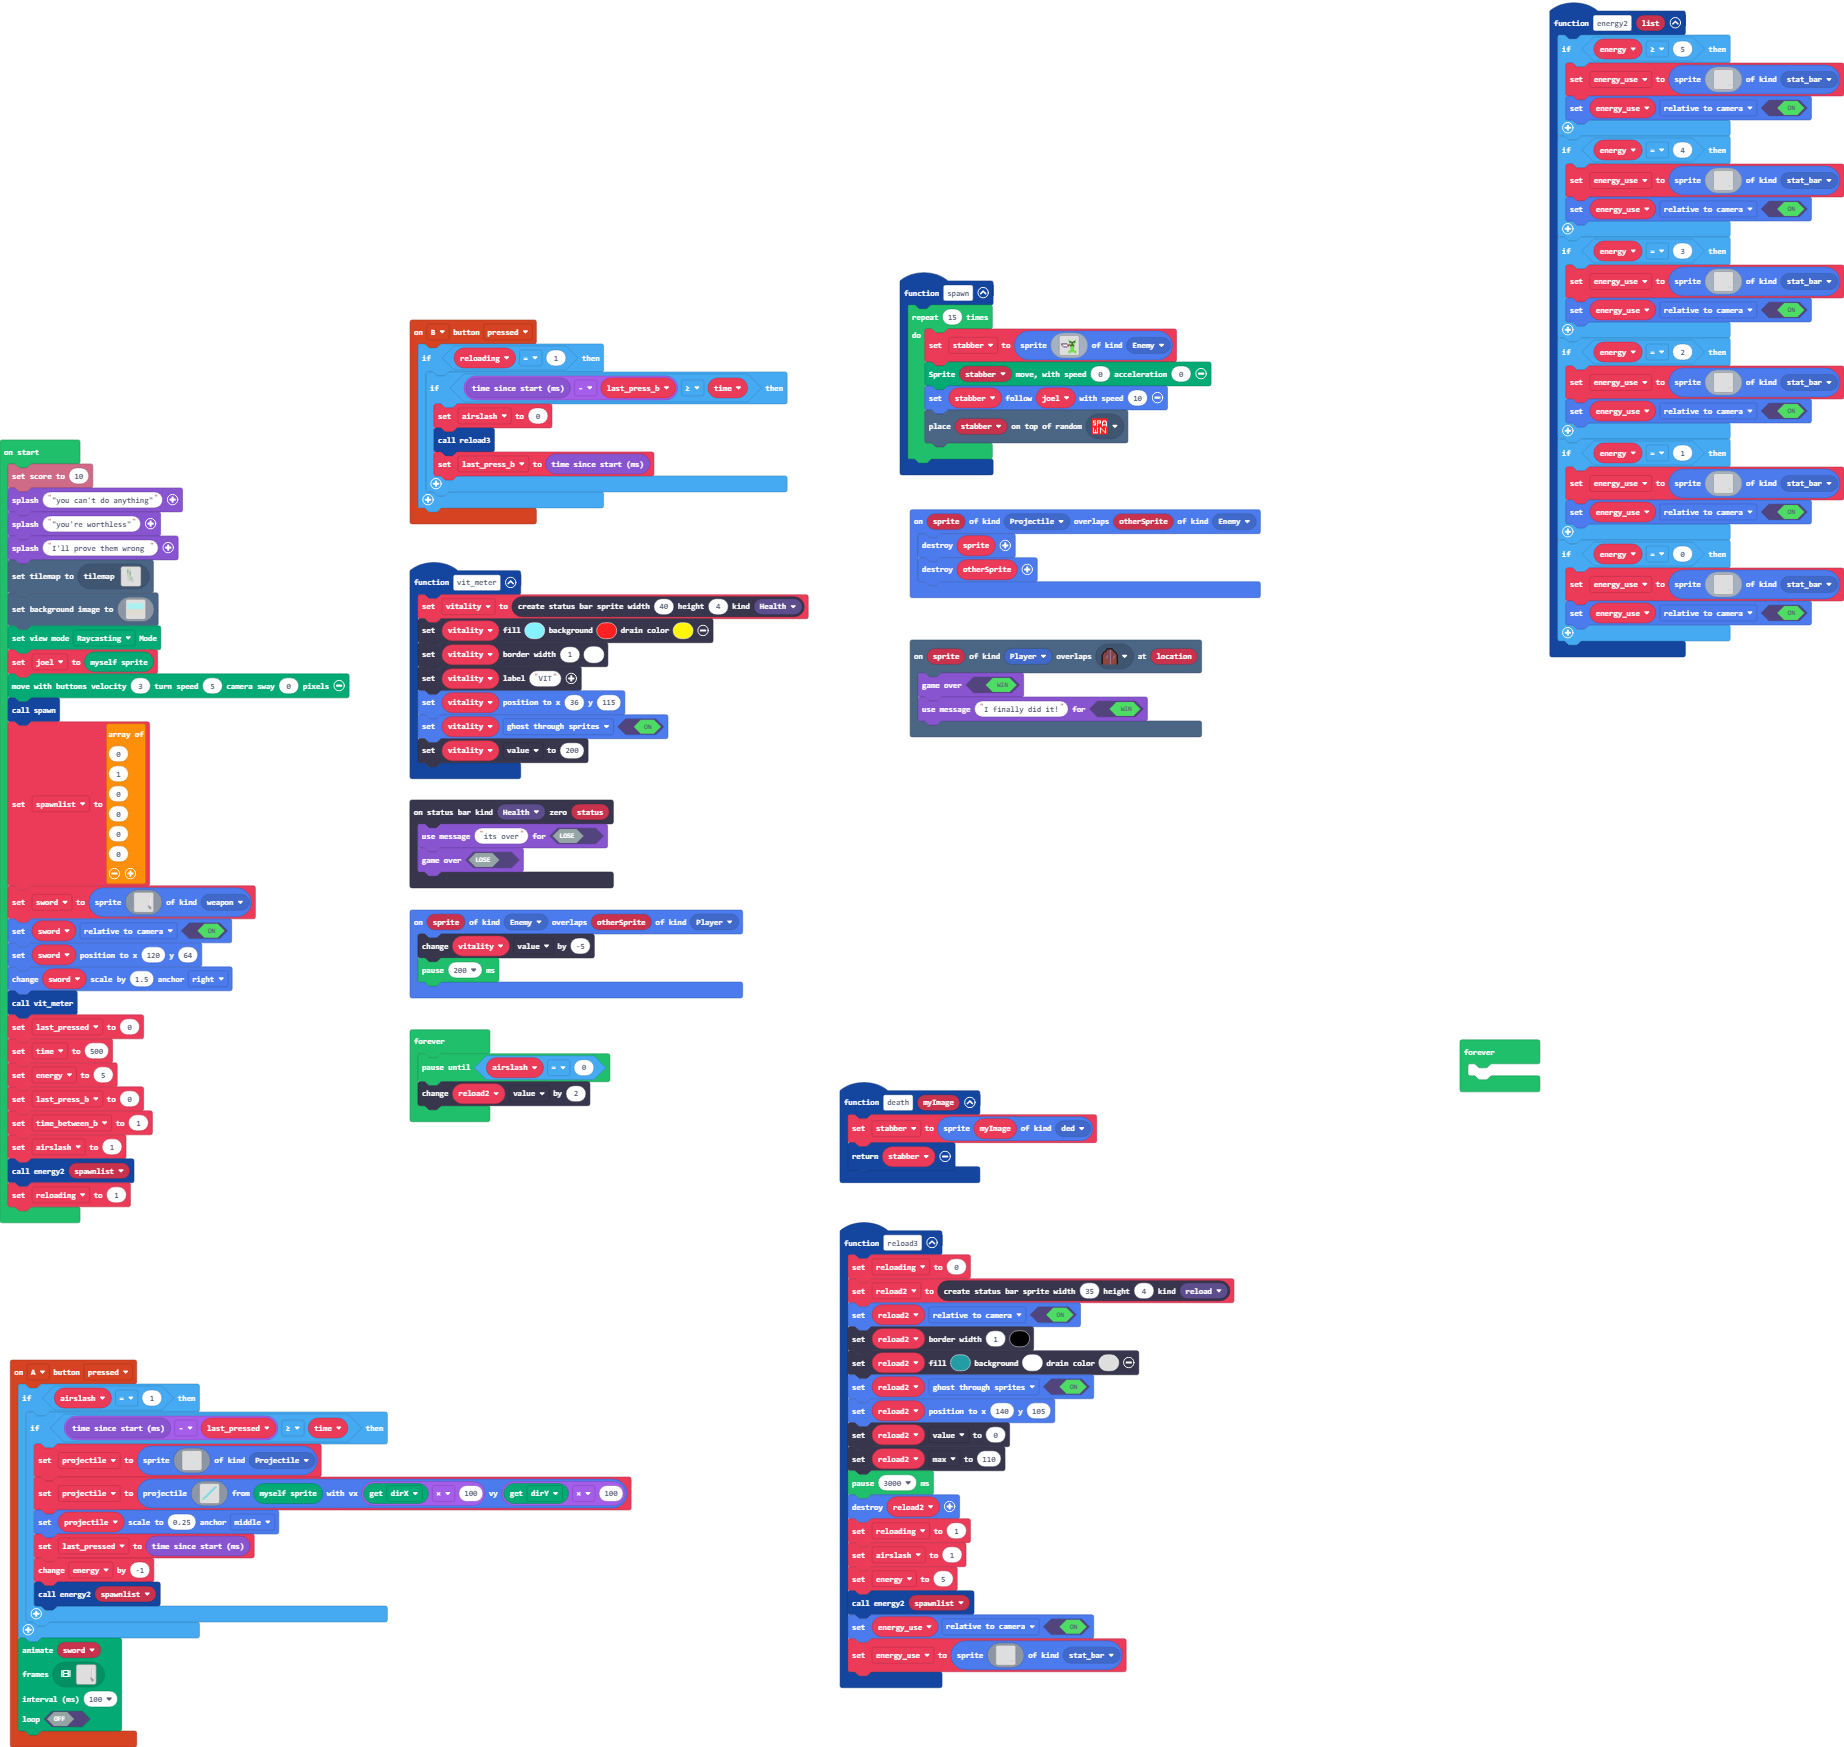 on start
set score to 10
splash "you can't do anything"
splash "you're worthless"
splash "I'll prove them wrong "
set tilemap to tilemap
set background image to
set view mode Raycasting Mode
set joel to myself sprite
move with buttons velocity 3 turn speed 5 camera sway 0 pixels
call spawn
set spawnlist to array of
0
1
0
0
0
0
set sword to sprite of kind weapon
set sword relative to camera ON
set sword position to x 120 y 64
change sword scale by 1.5 anchor right
call vit_meter
set last_pressed to 0
set time to 500
set energy to 5
set last_press_b to 0
set time_between_b to 1
set airslash to 1
call energy2 spawnlist
set reloading to 1
on A button pressed
if airslash = 1 then
if time since start (ms) - last_pressed ≥ time then
set projectile to sprite of kind Projectile
set projectile to projectile from myself sprite with vx get dirX × 100 vy get dirY × 100
set projectile scale to 0.25 anchor middle
set last_pressed to time since start (ms)
change energy by -1
call energy2 spawnlist
animate sword
frames
interval (ms) 100
loop OFF
on B button pressed
if reloading = 1 then
if time since start (ms) - last_press_b ≥ time then
set airslash to 0
call reload3
set last_press_b to time since start (ms)
function vit_meter
set vitality to create status bar sprite width 40 height 4 kind Health
set vitality fill background drain color
set vitality border width 1
set vitality label "VIT"
set vitality position to x 36 y 115
set vitality ghost through sprites ON
set vitality value to 200
on status bar kind Health zero status
use message "its over" for LOSE
game over LOSE
on sprite of kind Enemy overlaps otherSprite of kind Player
change vitality value by -5
pause 200 ms
forever
pause until airslash = 0
change reload2 value by 2
function spawn
repeat 15 times
do
set stabber to sprite of kind Enemy
Sprite stabber move, with speed 0 acceleration 0
set stabber follow joel with speed 10
place stabber on top of random SPAWN
on sprite of kind Projectile overlaps otherSprite of kind Enemy
destroy sprite
destroy otherSprite
on sprite of kind Player overlaps at location
game over WIN
use message "I finally did it!" for WIN
function death myImage
set stabber to sprite myImage of kind ded
return stabber
function reload3
set reloading to 0
set reload2 to create status bar sprite width 35 height 4 kind reload
set reload2 relative to camera ON
set reload2 border width 1
set reload2 fill background drain color
set reload2 ghost through sprites ON
set reload2 position to x 140 y 105
set reload2 value to 0
set reload2 max to 110
pause 3000 ms
destroy reload2
set reloading to 1
set airslash to 1
set energy to 5
call energy2 spawnlist
set energy_use relative to camera ON
set energy_use to sprite of kind stat_bar
function energy2 list
if energy ≥ 5 then
set energy_use to sprite of kind stat_bar
set energy_use relative to camera ON
if energy = 4 then
set energy_use to sprite of kind stat_bar
set energy_use relative to camera ON
if energy = 3 then
set energy_use to sprite of kind stat_bar
set energy_use relative to camera ON
if energy = 2 then
set energy_use to sprite of kind stat_bar
set energy_use relative to camera ON
if energy = 1 then
set energy_use to sprite of kind stat_bar
set energy_use relative to camera ON
if energy = 0 then
set energy_use to sprite of kind stat_bar
set energy_use relative to camera ON
forever